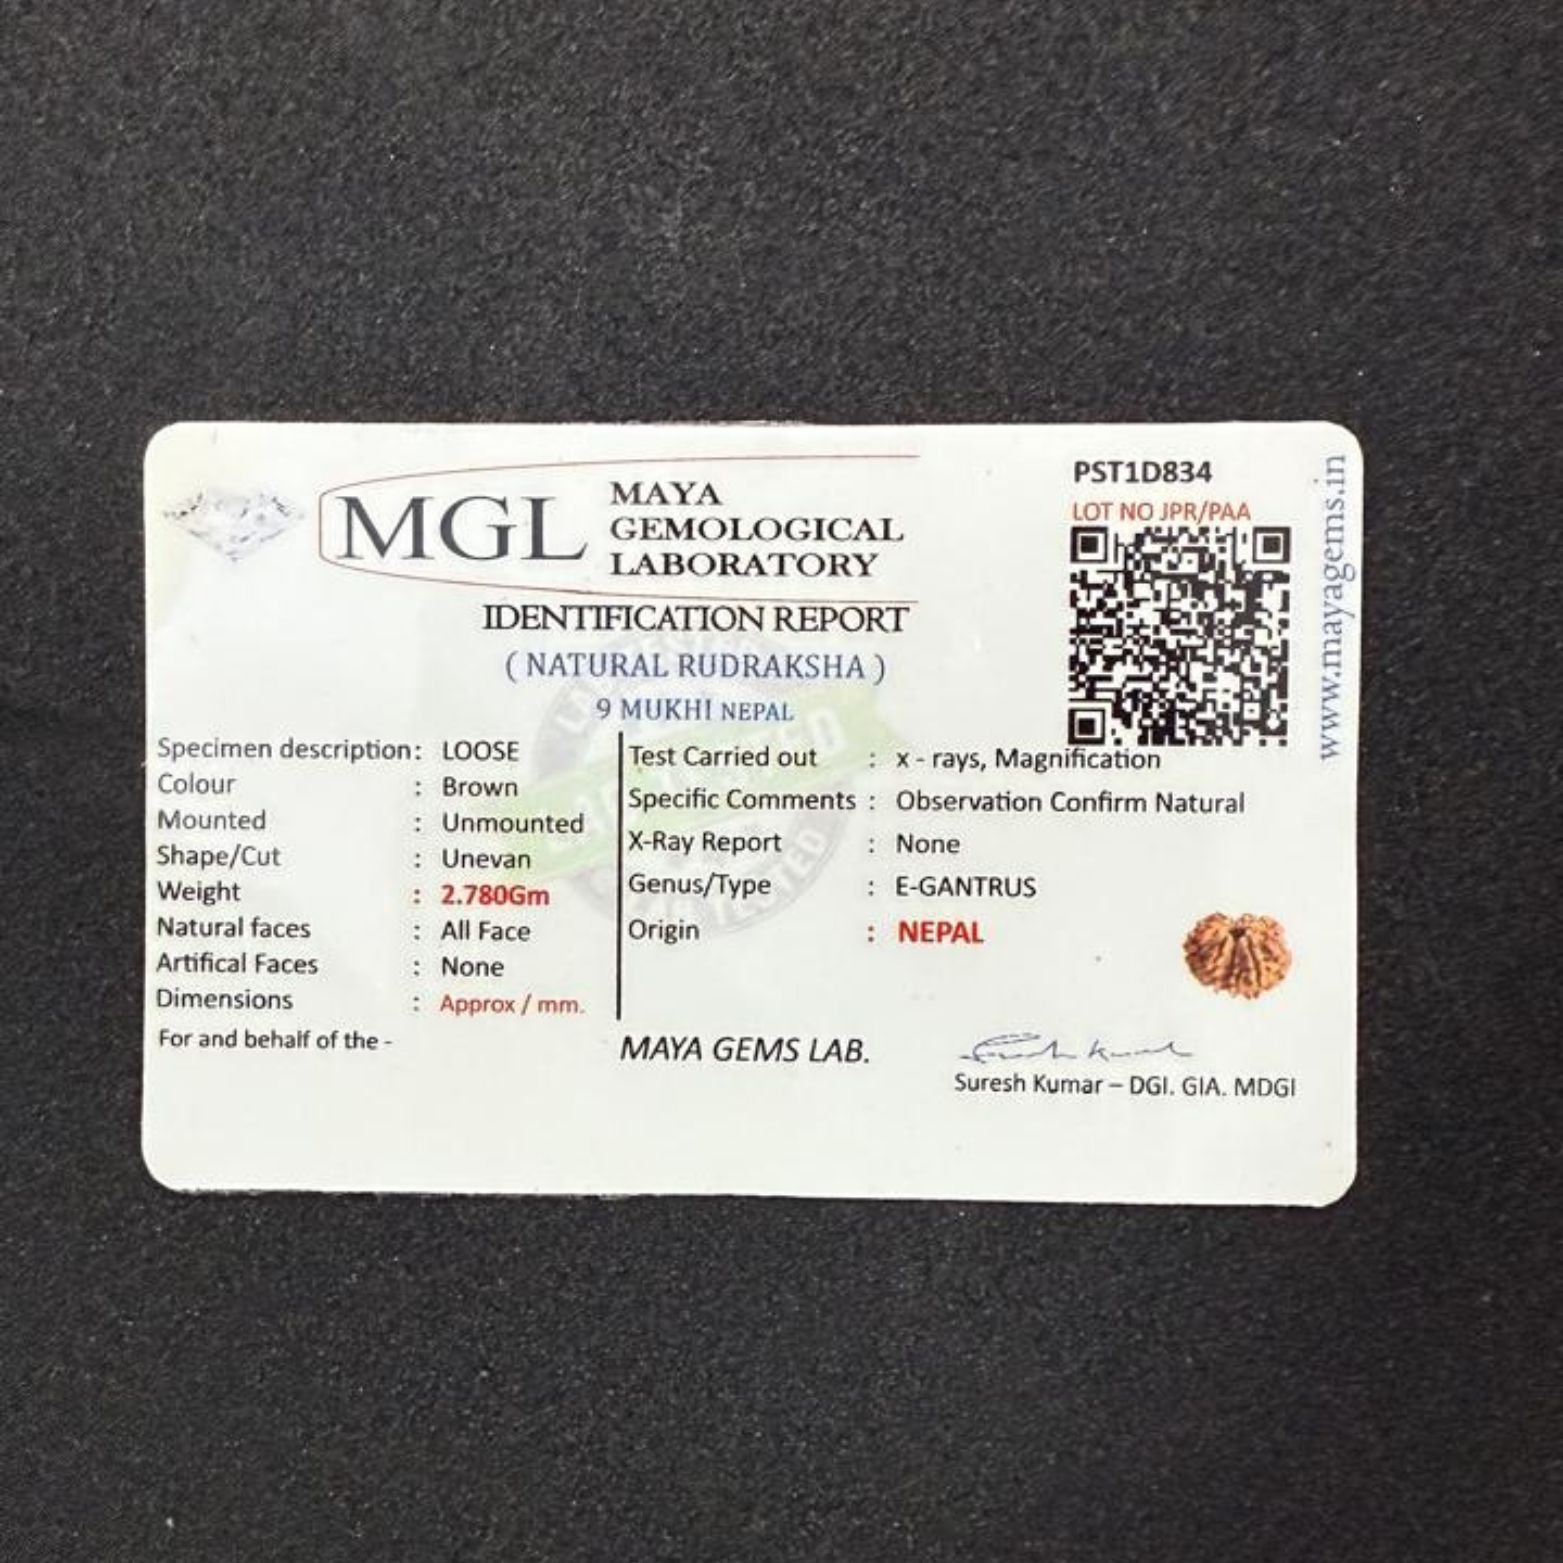 MGL
MAYA
GEMOLOGICAL
LABORATORY
IDENTIFICATION REPORT
( NATURAL RUDRAKSHA )
9 MUKHI NEPAL
PST1D834
LOT NO JPR/PAA
www.mayagems.in
Specimen description: LOOSE
Colour : Brown
Mounted : Unmounted
Shape/Cut : Unevan
Weight : 2.780Gm
Natural faces : All Face
Artifical Faces : None
Dimensions : Approx / mm.
For and behalf of the -
Test Carried out : x - rays, Magnification
Specific Comments : Observation Confirm Natural
X-Ray Report : None
Genus/Type : E-GANTRUS
Origin : NEPAL
MAYA GEMS LAB.
Suresh Kumar – DGI. GIA. MDGI
TESTED